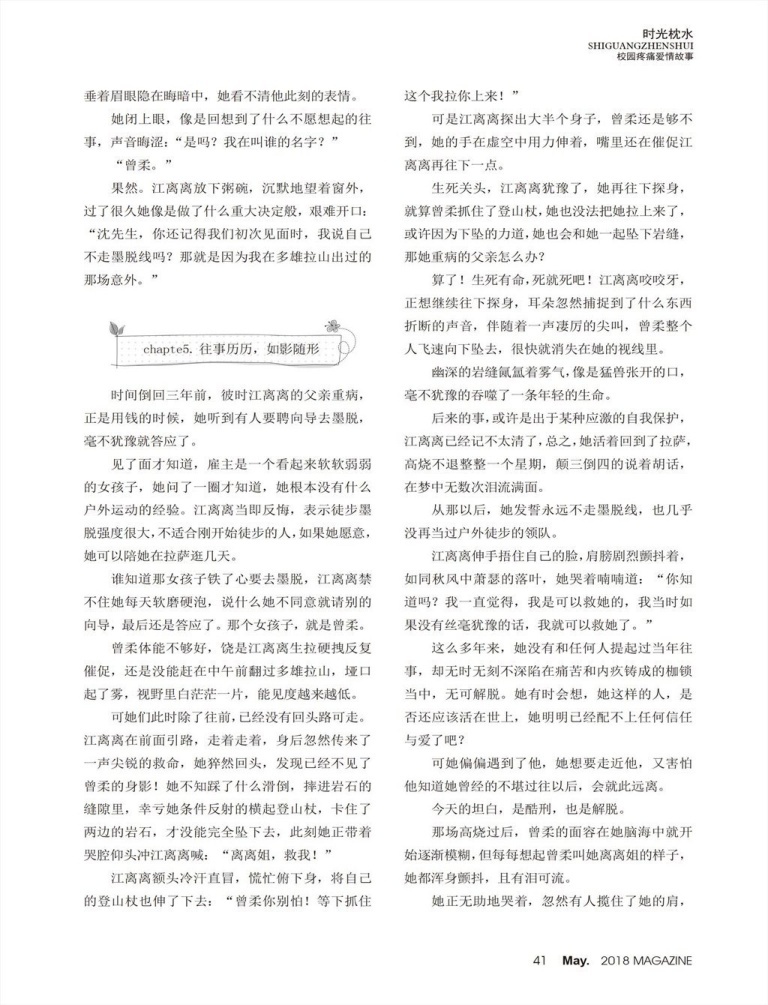 时光枕水
SHIGUANGZHENSHUI
校园疼痛爱情故事
垂着眉眼隐在晦暗中，她看不清他此刻的表情。
她闭上眼，像是回想到了什么不愿想起的往
事，声音晦涩：“是吗？我在叫谁的名字？”
“曾柔。”
果然。江离离放下粥碗，沉默地望着窗外，
过了很久她像是做了什么重大决定般，艰难开口：
“沈先生，你还记得我们初次见面时，我说自己
不走墨脱线吗？那就是因为我在多雄拉山出过的
那场意外。”
chapte5. 往事历历，如影随形
时间倒回三年前，彼时江离离的父亲重病，
正是用钱的时候，她听到有人要聘向导去墨脱，
毫不犹豫就答应了。
见了面才知道，雇主是一个看起来软软弱弱
的女孩子，她问了一圈才知道，她根本没有什么
户外运动的经验。江离离当即反悔，表示徒步墨
脱强度很大，不适合刚开始徒步的人，如果她愿意，
她可以陪她在拉萨逛几天。
谁知道那女孩子铁了心要去墨脱，江离离禁
不住她每天软磨硬泡，说什么她不同意就请别的
向导，最后还是答应了。那个女孩子，就是曾柔。
曾柔体能不够好，饶是江离离生拉硬拽反复
催促，还是没能赶在中午前翻过多雄拉山，垭口
起了雾，视野里白茫茫一片，能见度越来越低。
可她们此时除了往前，已经没有回头路可走。
江离离在前面引路，走着走着，身后忽然传来了
一声尖锐的救命，她猝然回头，发现已经不见了
曾柔的身影！她不知踩了什么滑倒，摔进岩石的
缝隙里，幸亏她条件反射的横起登山杖，卡住了
两边的岩石，才没能完全坠下去，此刻她正带着
哭腔仰头冲江离离喊：“离离姐，救我！”
江离离额头冷汗直冒，慌忙俯下身，将自己
的登山杖也伸了下去：“曾柔你别怕！等下抓住
这个我拉你上来！”
可是江离离探出大半个身子，曾柔还是够不
到，她的手在虚空中用力伸着，嘴里还在催促江
离离再往下一点。
生死关头，江离离犹豫了，她再往下探身，
就算曾柔抓住了登山杖，她也没法把她拉上来了，
或许因为下坠的力道，她也会和她一起坠下岩缝，
那她重病的父亲怎么办？
算了！生死有命，死就死吧！江离离咬咬牙，
正想继续往下探身，耳朵忽然捕捉到了什么东西
折断的声音，伴随着一声凄厉的尖叫，曾柔整个
人飞速向下坠去，很快就消失在她的视线里。
幽深的岩缝氤氲着雾气，像是猛兽张开的口，
毫不犹豫的吞噬了一条年轻的生命。
后来的事，或许是出于某种应激的自我保护，
江离离已经记不太清了，总之，她活着回到了拉萨，
高烧不退整整一个星期，颠三倒四的说着胡话，
在梦中无数次泪流满面。
从那以后，她发誓永远不走墨脱线，也几乎
没再当过户外徒步的领队。
江离离伸手捂住自己的脸，肩膀剧烈颤抖着，
如同秋风中萧瑟的落叶，她哭着喃喃道：“你知
道吗？我一直觉得，我是可以救她的，我当时如
果没有丝毫犹豫的话，我就可以救她了。”
这么多年来，她没有和任何人提起过当年往
事，却无时无刻不深陷在痛苦和内疚铸成的枷锁
当中，无可解脱。她有时会想，她这样的人，是
否还应该活在世上，她明明已经配不上任何信任
与爱了吧？
可她偏偏遇到了他，她想要走近他，又害怕
他知道她曾经的不堪过往以后，会就此远离。
今天的坦白，是酷刑，也是解脱。
那场高烧过后，曾柔的面容在她脑海中就开
始逐渐模糊，但每每想起曾柔叫她离离姐的样子，
她都浑身颤抖，且有泪可流。
她正无助地哭着，忽然有人揽住了她的肩，
41 May. 2018 MAGAZINE